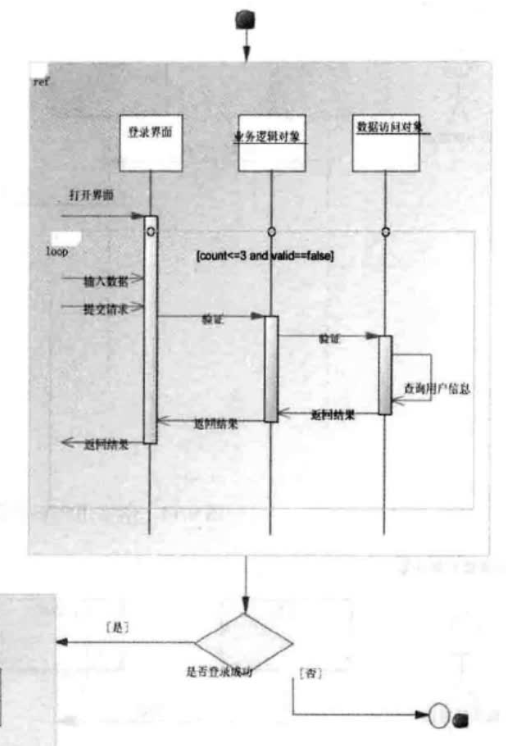 ref
登录界面
业务逻辑对象
数据访问对象
打开界面
loop
[count<=3 and valid==false]
输入数据
提交请求
验证
验证
查询用户信息
返回结果
返回结果
返回结果
[是]
是否登录成功
[否]